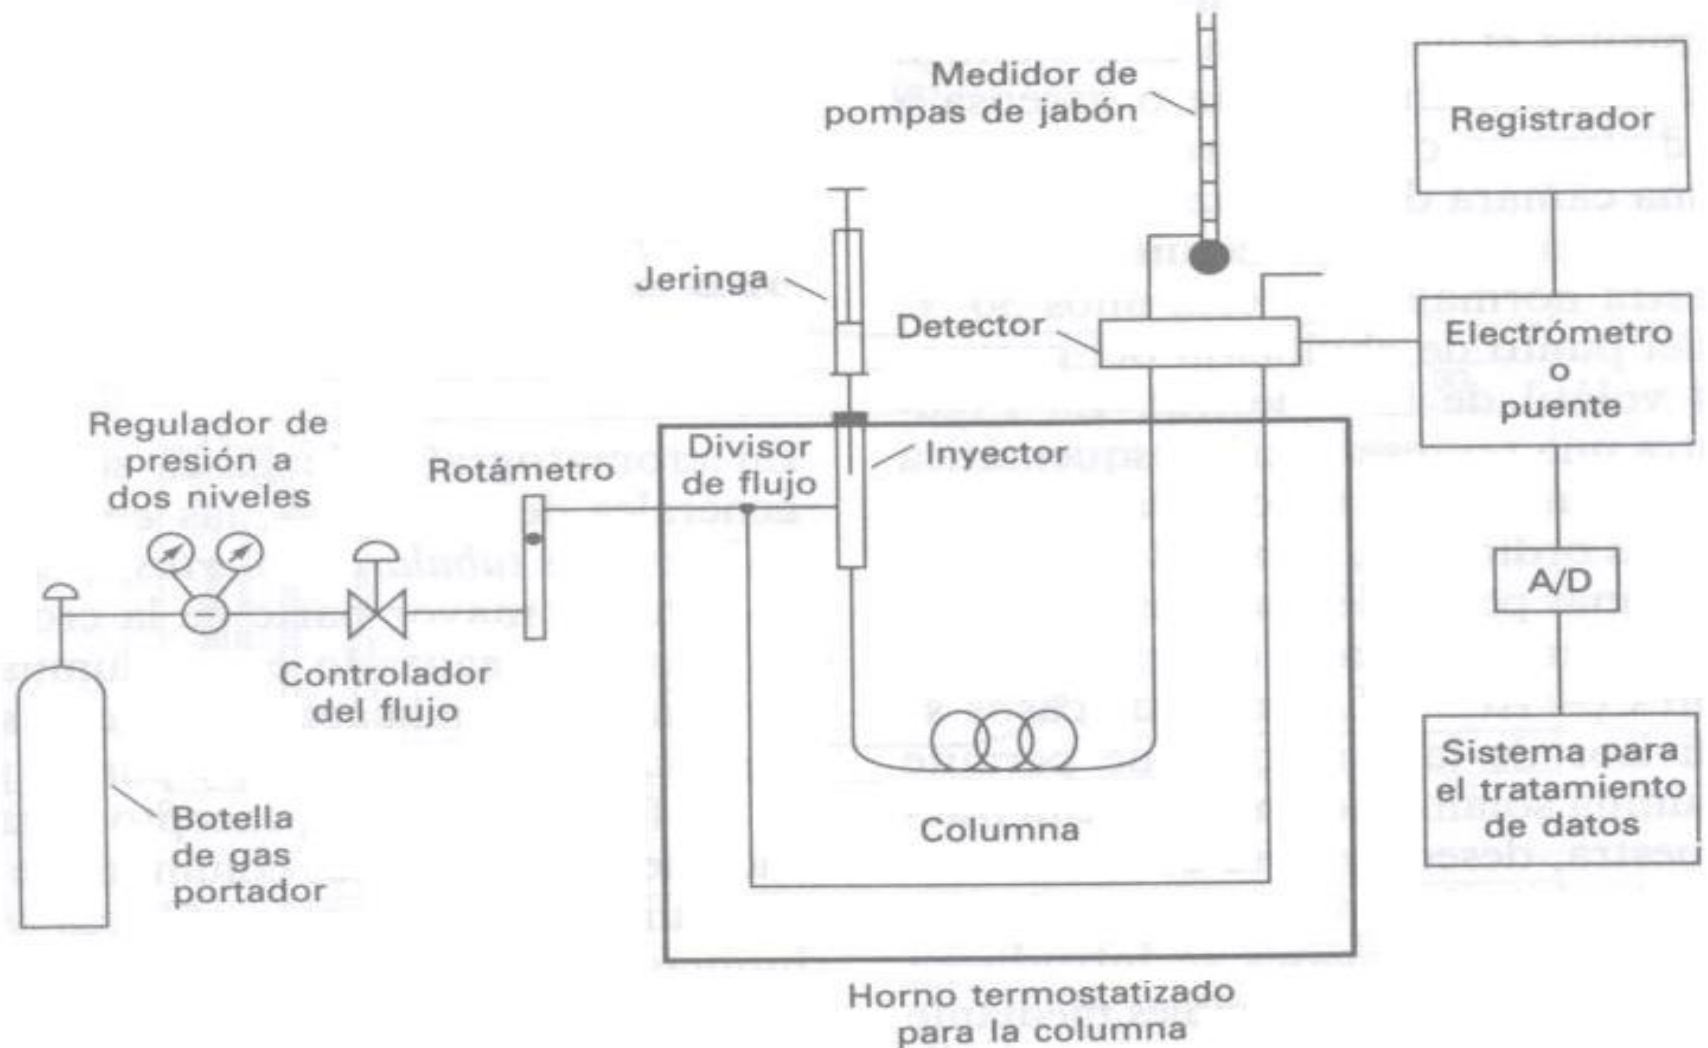 Medidor de
pompas de jabón
Registrador
Jeringa
Detector
Electrómetro
o
puente
Regulador de
presión a
dos niveles
Rotámetro
Divisor
de flujo
Inyector
A/D
Controlador
del flujo
Sistema para
el tratamiento
de datos
Botella
de gas
portador
Columna
Horno termostatizado
para la columna